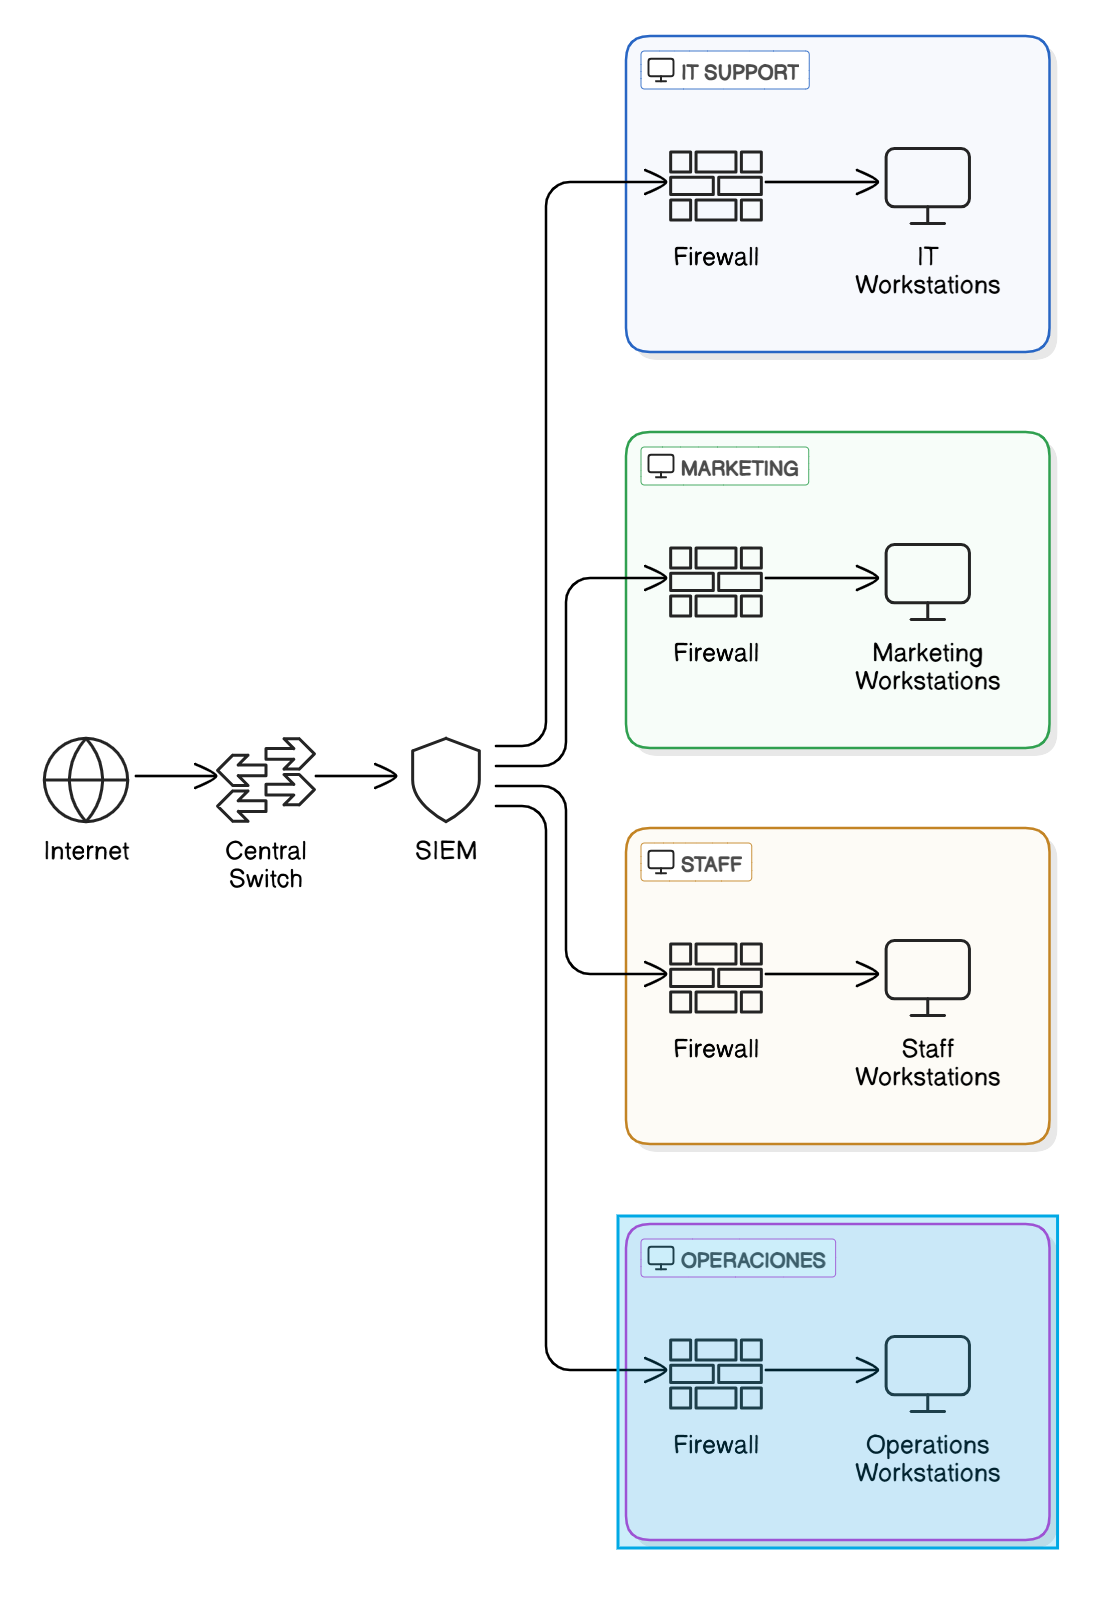 IT SUPPORT
Firewall
IT
Workstations
MARKETING
Firewall
Marketing
Workstations
Internet
Central
Switch
SIEM
STAFF
Firewall
Staff
Workstations
OPERACIONES
Firewall
Operations
Workstations